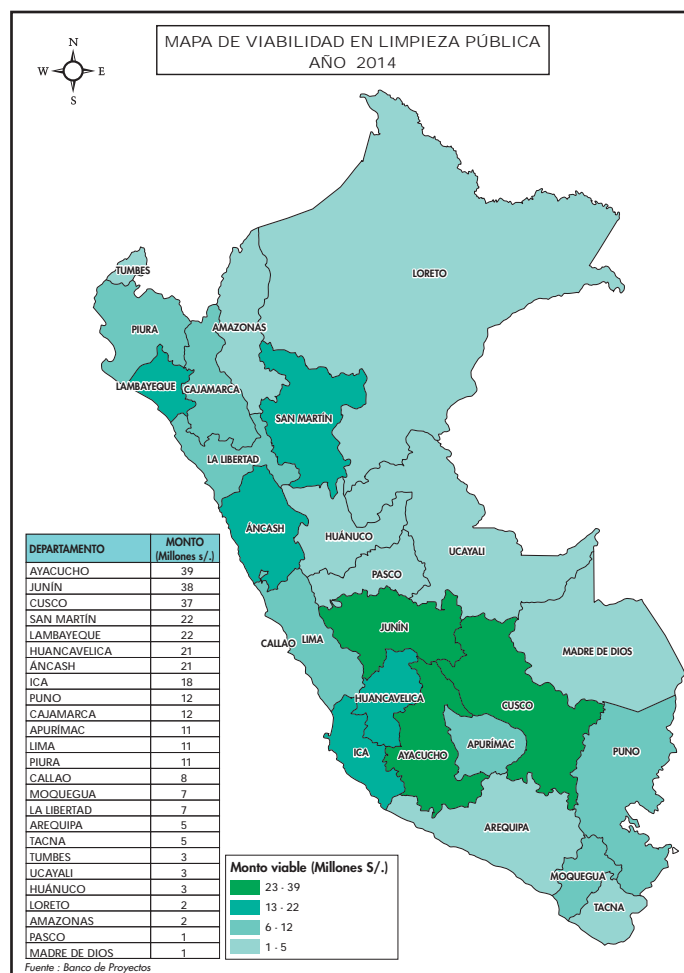 MAPA DE VIABILIDAD EN LIMPIEZA PÚBLICA
AÑO 2014
N
W E
S
LORETO
TUMBES
PIURA
AMAZONAS
LAMBAYEQUE
CAJAMARCA
SAN MARTÍN
LA LIBERTAD
ÁNCASH
HUÁNUCO
UCAYALI
PASCO
JUNÍN
CALLAO
LIMA
MADRE DE DIOS
HUANCAVELICA
CUSCO
ICA
AYACUCHO
APURÍMAC
PUNO
AREQUIPA
MOQUEGUA
TACNA
DEPARTAMENTO MONTO (Millones s/.)
AYACUCHO 39
JUNÍN 38
CUSCO 37
SAN MARTÍN 22
LAMBAYEQUE 22
HUANCAVELICA 21
ÁNCASH 21
ICA 18
PUNO 12
CAJAMARCA 12
APURÍMAC 11
LIMA 11
PIURA 11
CALLAO 8
MOQUEGUA 7
LA LIBERTAD 7
AREQUIPA 5
TACNA 5
TUMBES 3
UCAYALI 3
HUÁNUCO 3
LORETO 2
AMAZONAS 2
PASCO 1
MADRE DE DIOS 1
Fuente : Banco de Proyectos
Monto viable (Millones S/.)
23 - 39
13 - 22
6 - 12
1 - 5